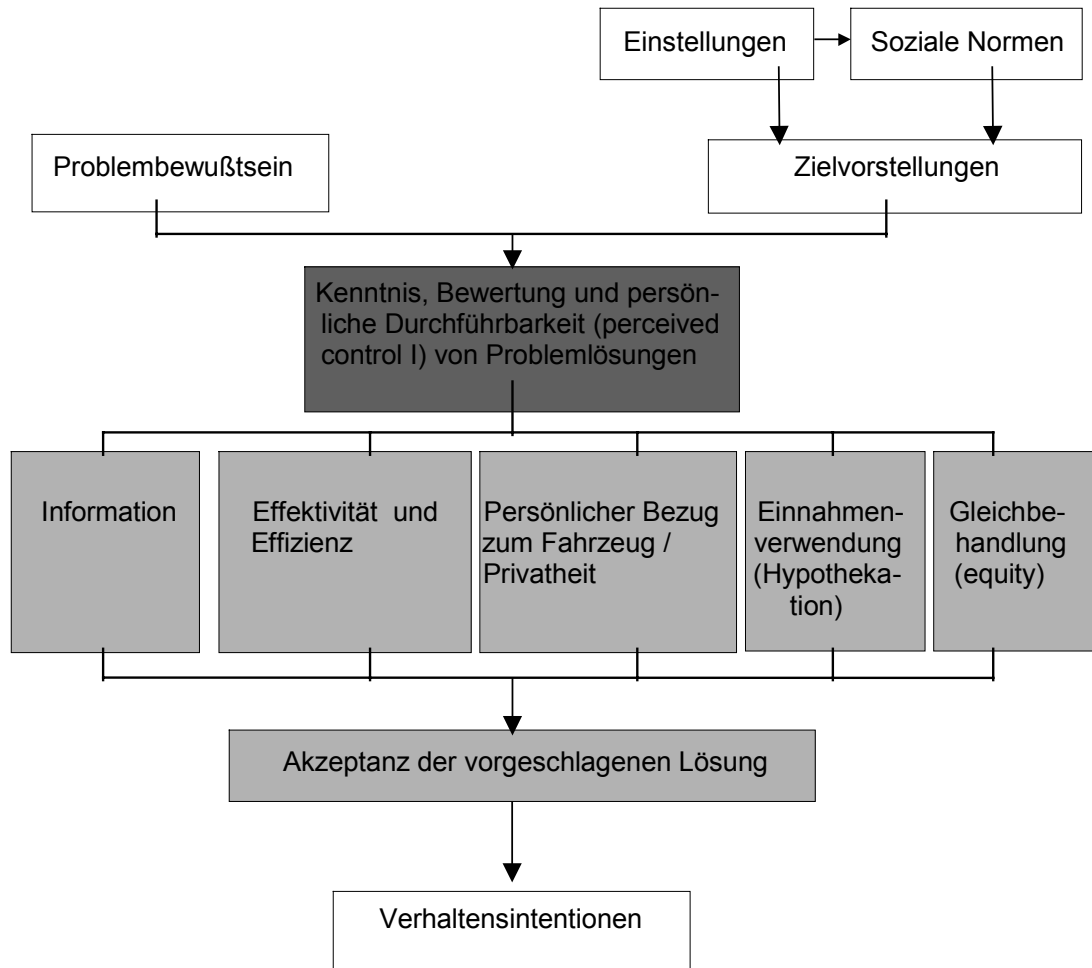 Einstellungen
Soziale Normen
Problembewußtsein
Zielvorstellungen
Kenntnis, Bewertung und persön-
liche Durchführbarkeit (perceived
control I) von Problemlösungen
Information
Effektivität und
Effizienz
Persönlicher Bezug
zum Fahrzeug /
Privatheit
Einnahmen-
verwendung
(Hypotheka-
tion)
Gleichbe-
handlung
(equity)
Akzeptanz der vorgeschlagenen Lösung
Verhaltensintentionen